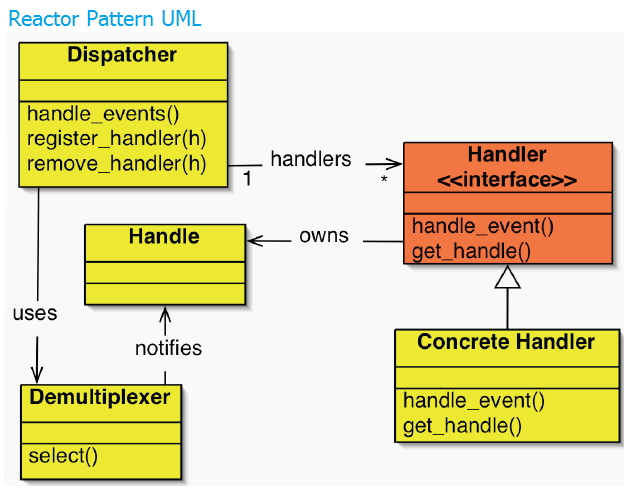 Reactor Pattern UML
Dispatcher
handle_events()
register_handler(h)
remove_handler(h)
handlers
1
*
Handler
<<interface>>
handle_event()
get_handle()
Handle
owns
uses
notifies
Concrete Handler
handle_event()
get_handle()
Demultiplexer
select()